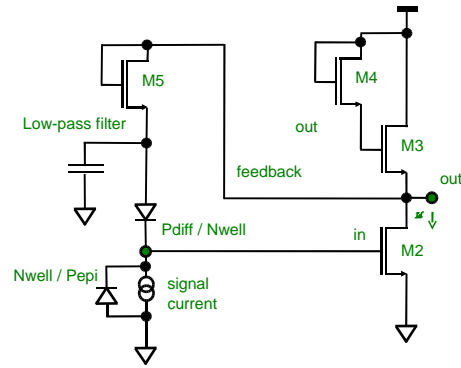 M5
M4
Low-pass filter
out
M3
feedback
out
Pdiff / Nwell
in
M2
Nwell / Pepi
signal
current